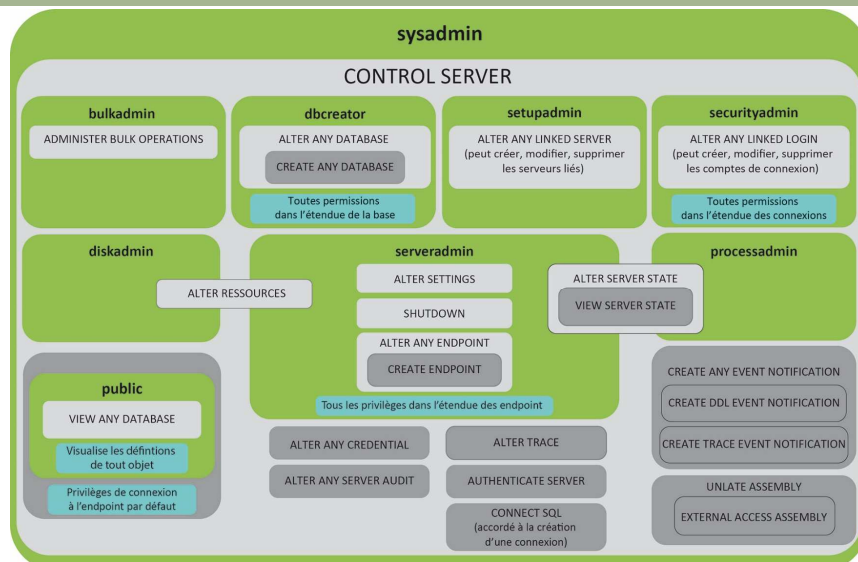 sysadmin
CONTROL SERVER
bulkadmin
ADMINISTER BULK OPERATIONS
dbcreator
ALTER ANY DATABASE
CREATE ANY DATABASE
Toutes permissions
dans l'étendue de la base
setupadmin
ALTER ANY LINKED SERVER
(peut créer, modifier, supprimer
les serveurs liés)
securityadmin
ALTER ANY LINKED LOGIN
(peut créer, modifier, supprimer
les comptes de connexion)
Toutes permissions
dans l'étendue des connexions
diskadmin
ALTER RESSOURCES
serveradmin
ALTER SETTINGS
SHUTDOWN
ALTER ANY ENDPOINT
CREATE ENDPOINT
Tous les privilèges dans l'étendue des endpoint
ALTER SERVER STATE
VIEW SERVER STATE
processadmin
public
VIEW ANY DATABASE
Visualise les défintions
de tout objet
Privilèges de connexion
à l'endpoint par défaut
ALTER ANY CREDENTIAL
ALTER ANY SERVER AUDIT
ALTER TRACE
AUTHENTICATE SERVER
CONNECT SQL
(accordé à la création
d'une connexion)
CREATE ANY EVENT NOTIFICATION
CREATE DDL EVENT NOTIFICATION
CREATE TRACE EVENT NOTIFICATION
UNLATE ASSEMBLY
EXTERNAL ACCESS ASSEMBLY